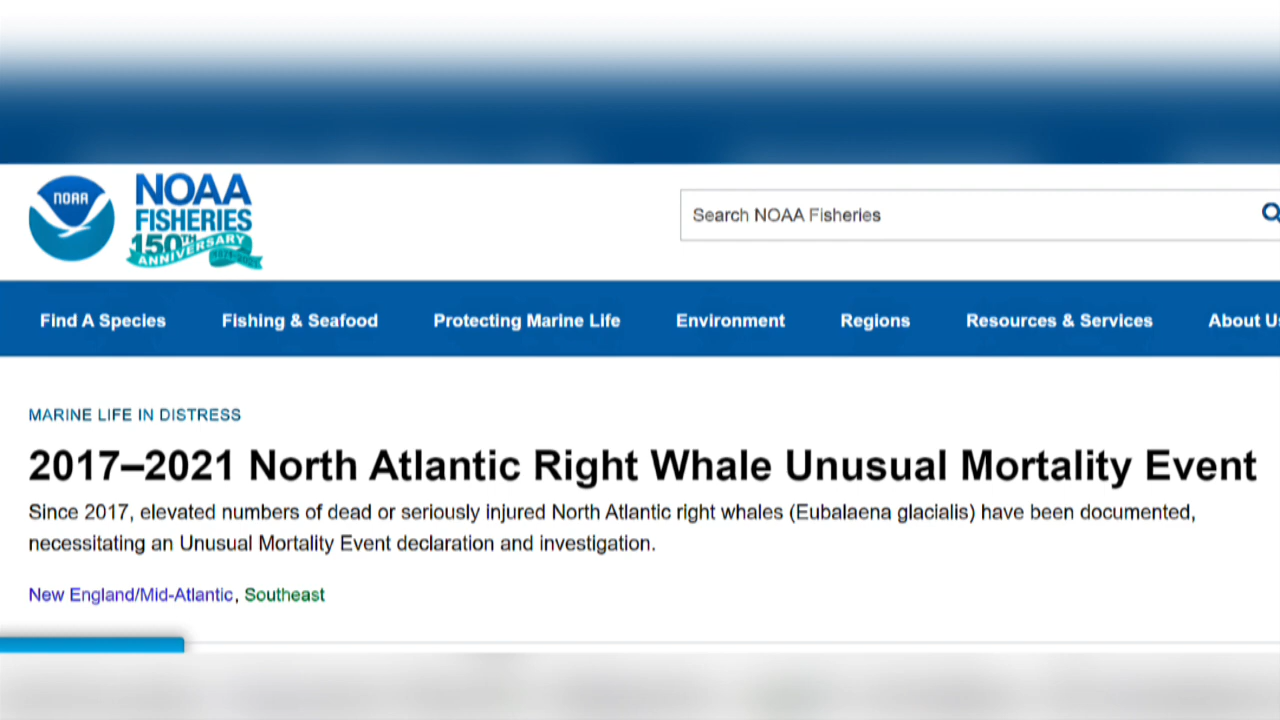 NOAA
NOAA
FISHERIES
150TH
ANNIVERSARY
Search NOAA Fisheries
Find A Species Fishing & Seafood Protecting Marine Life Environment Regions Resources & Services About Us
MARINE LIFE IN DISTRESS
2017–2021 North Atlantic Right Whale Unusual Mortality Event
Since 2017, elevated numbers of dead or seriously injured North Atlantic right whales (Eubalaena glacialis) have been documented,
necessitating an Unusual Mortality Event declaration and investigation.
New England/Mid-Atlantic, Southeast